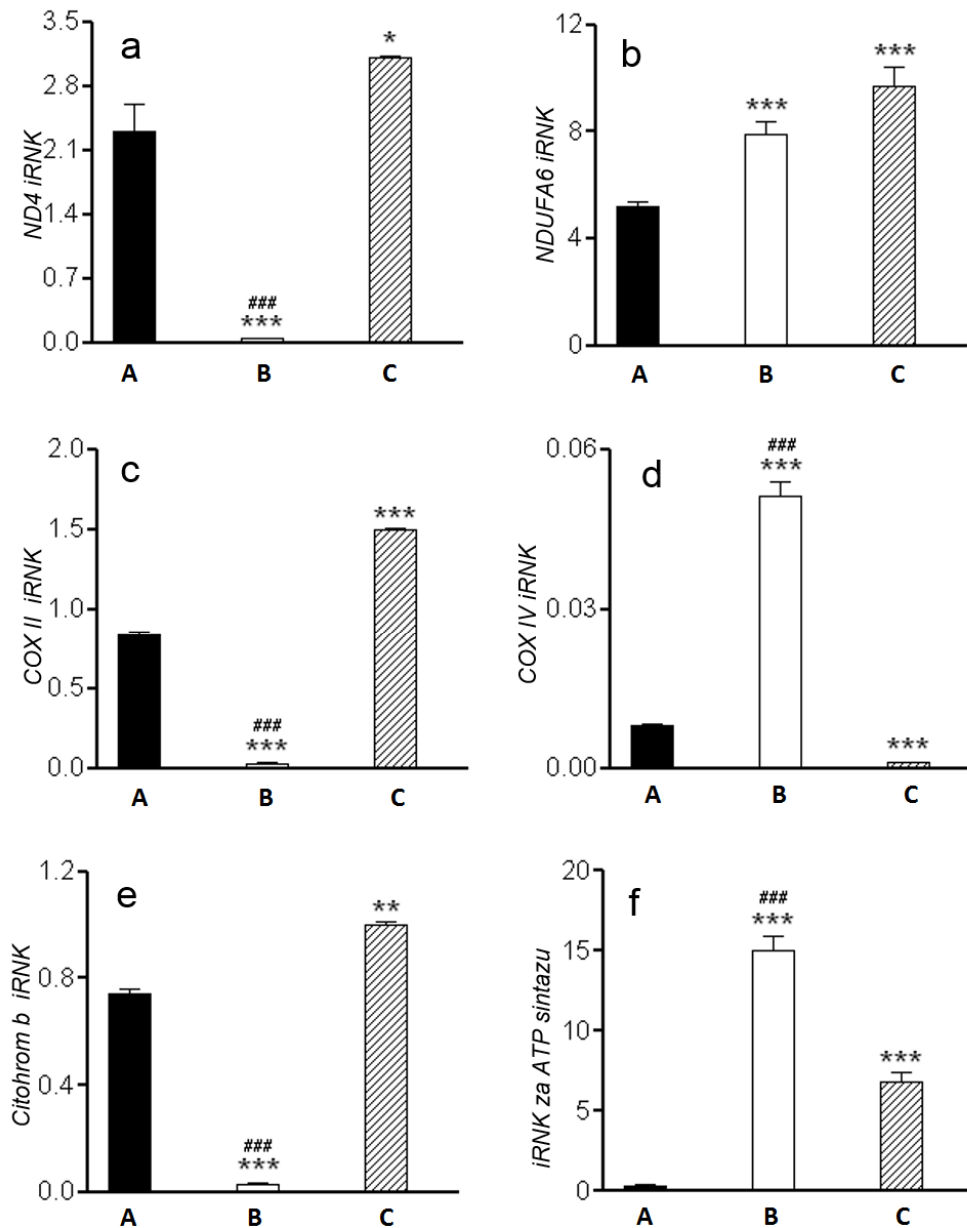 a
ND4 iRNK
3.5
2.8
2.1
1.4
0.7
0.0
*
###
***
A B C
b
NDUFA6 iRNK
12
8
4
0
***
***
A B C
c
COX II iRNK
2.0
1.5
1.0
0.5
0.0
***
###
***
A B C
d
COX IV iRNK
0.06
0.03
0.00
###
***
***
A B C
e
Citohrom b iRNK
1.2
0.8
0.4
0.0
**
###
***
A B C
f
iRNK za ATP sintazu
20
15
10
5
0
###
***
***
A B C